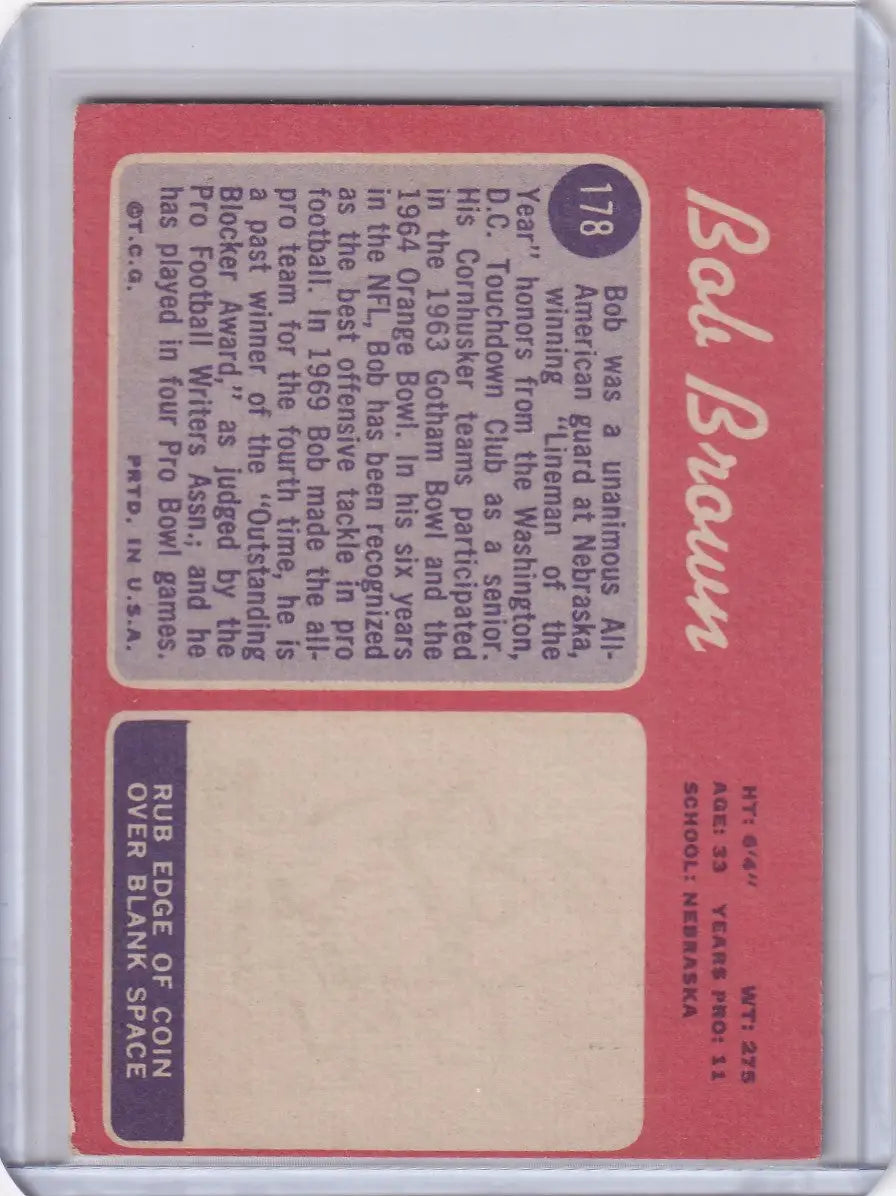 Bob Brown
HT: 6'4" WT: 275
AGE: 33 YEARS PRO: 11
SCHOOL: NEBRASKA
178
Bob was a unanimous All-
American guard at Nebraska,
winning "Lineman of the
Year" honors from the Washington,
D.C. Touchdown Club as a senior.
His Cornhusker teams participated
in the 1963 Gotham Bowl and the
1964 Orange Bowl. In his six years
in the NFL, Bob has been recognized
as the best offensive tackle in pro
football. In 1969 Bob made the all-
pro team for the fourth time, he is
a past winner of the "Outstanding
Blocker Award," as judged by the
Pro Football Writers Assn.; and he
has played in four Pro Bowl games.
©T.C.G. PRTD. IN U.S.A.
RUB EDGE OF COIN
OVER BLANK SPACE